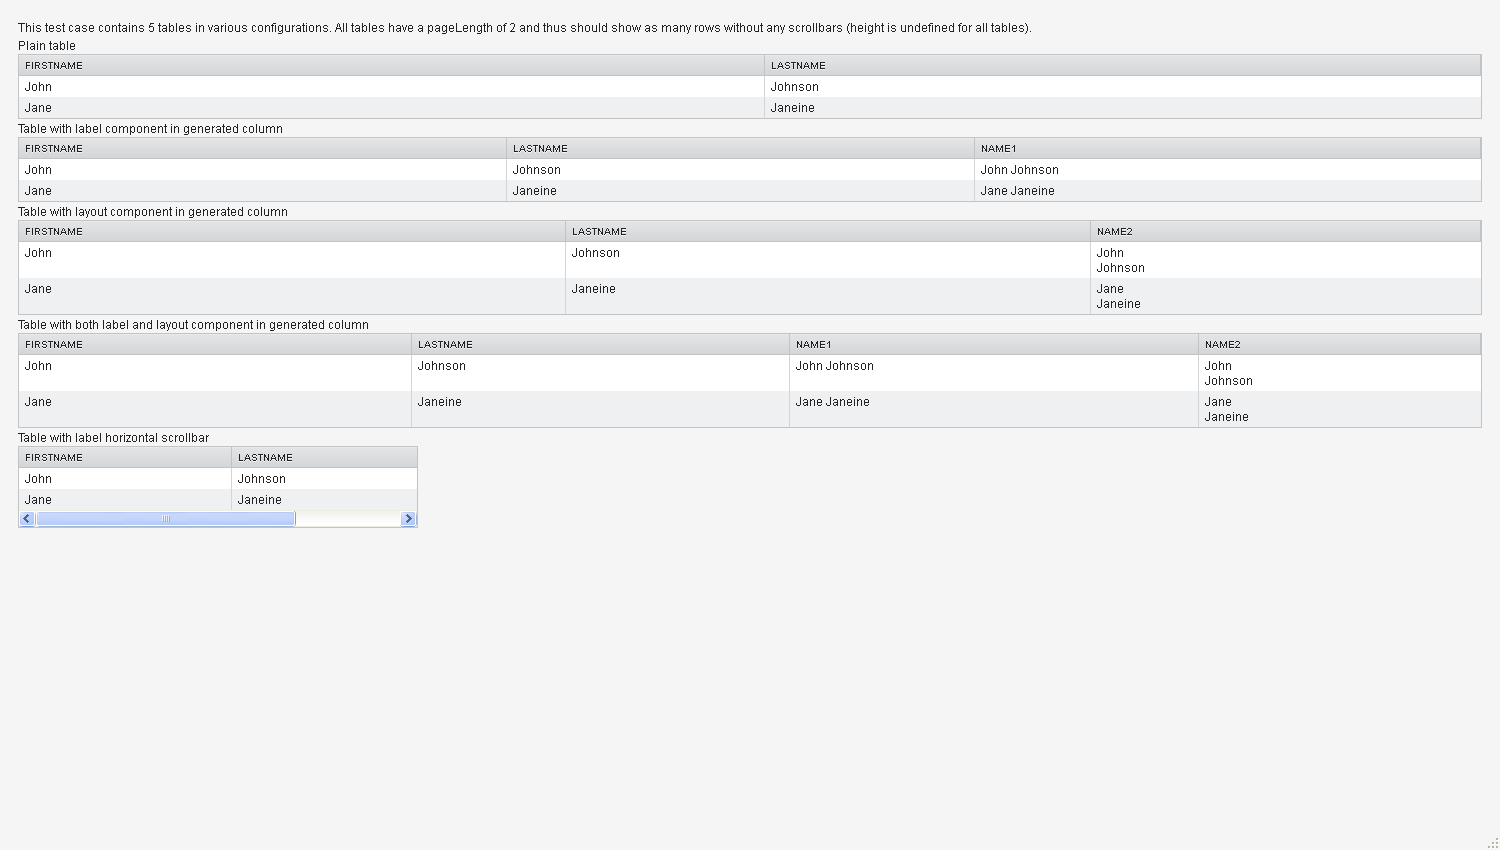 This test case contains 5 tables in various configurations. All tables have a pageLength of 2 and thus should show as many rows without any scrollbars (height is undefined for all tables).
Plain table
FIRSTNAME LASTNAME
John Johnson
Jane Janeine
Table with label component in generated column
FIRSTNAME LASTNAME NAME1
John Johnson John Johnson
Jane Janeine Jane Janeine
Table with layout component in generated column
FIRSTNAME LASTNAME NAME2
John Johnson John
Johnson
Jane Janeine Jane
Janeine
Table with both label and layout component in generated column
FIRSTNAME LASTNAME NAME1 NAME2
John Johnson John Johnson John
Johnson
Jane Janeine Jane Janeine Jane
Janeine
Table with label horizontal scrollbar
FIRSTNAME LASTNAME
John Johnson
Jane Janeine